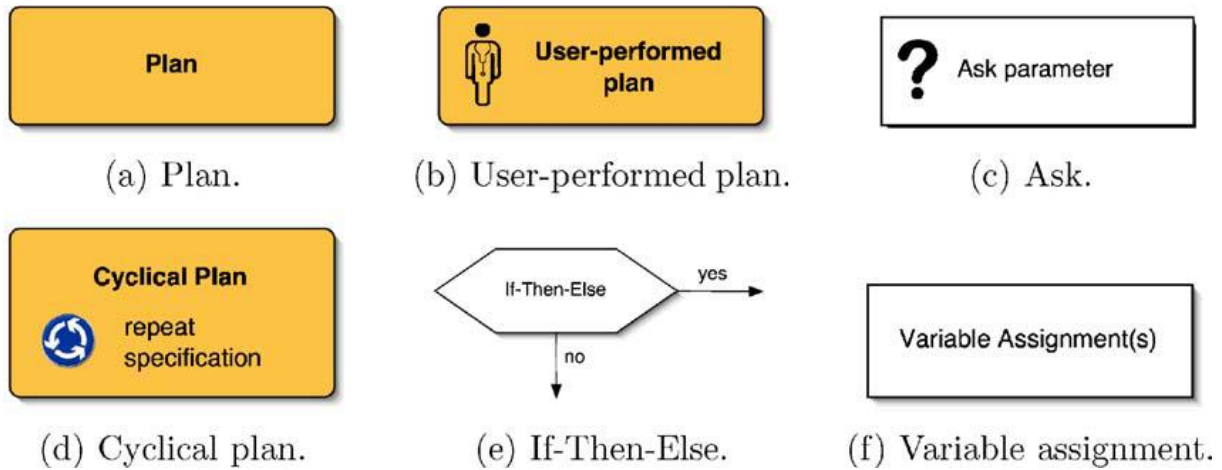 Plan
User-performed
plan
? Ask parameter
(a) Plan.
(b) User-performed plan.
(c) Ask.
Cyclical Plan
repeat
specification
If-Then-Else
yes
no
Variable Assignment(s)
(d) Cyclical plan.
(e) If-Then-Else.
(f) Variable assignment.